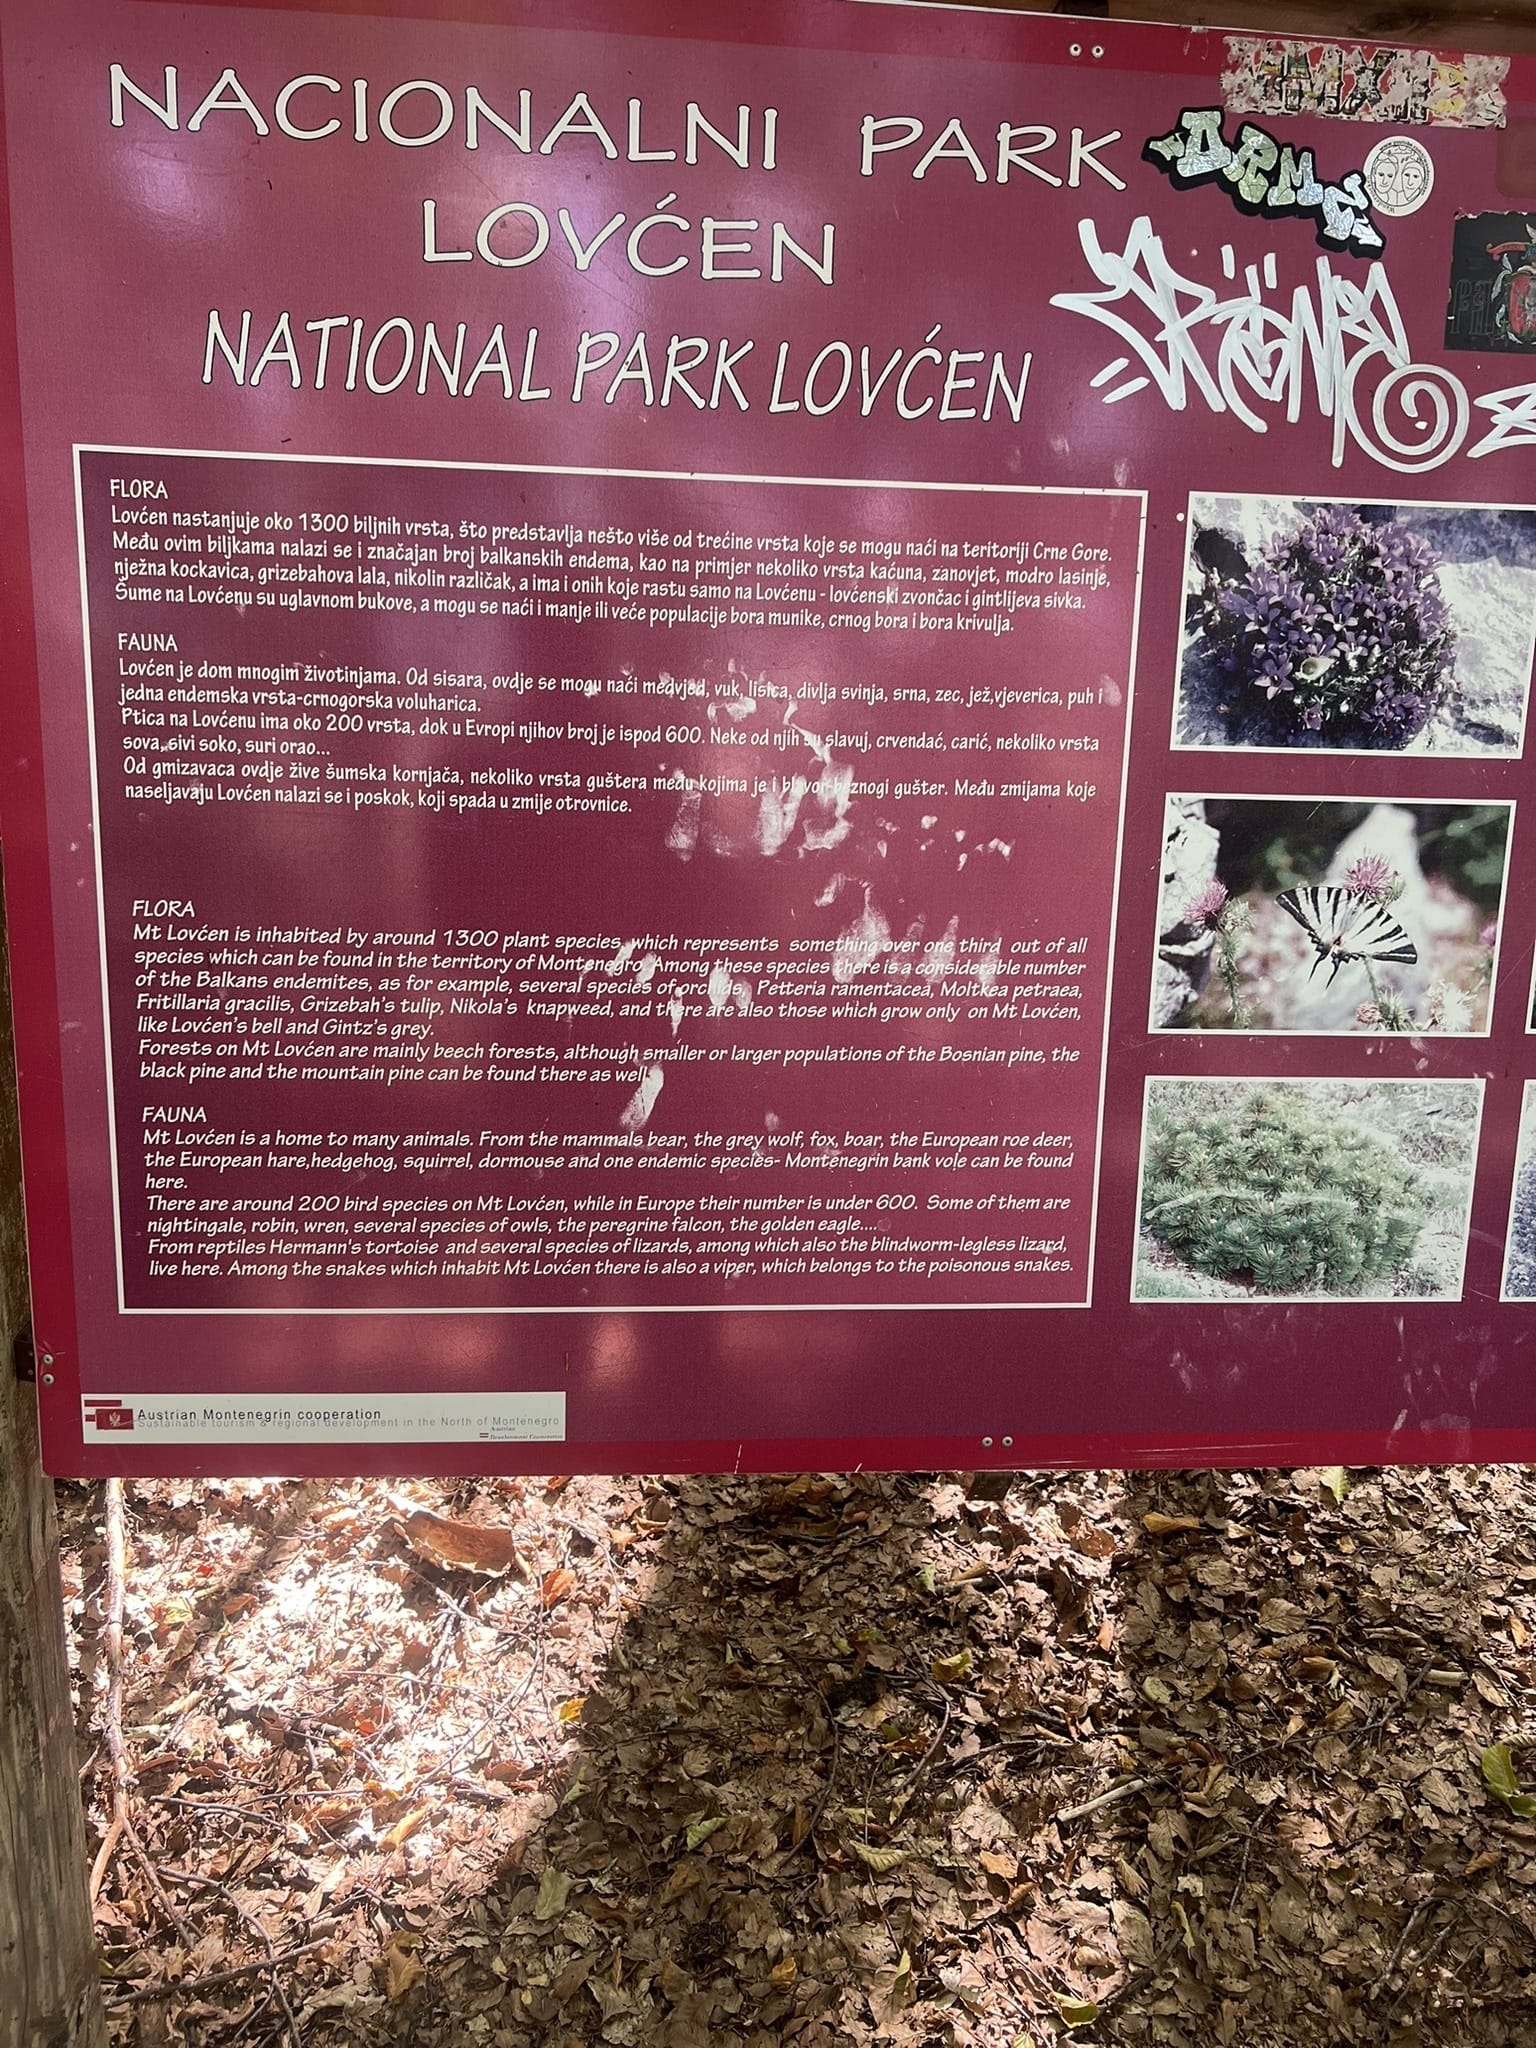 NACIONALNI PARK
LOVĆEN
NATIONAL PARK LOVĆEN
FLORA
Lovćen nastanjuje oko 1300 biljnih vrsta, što predstavlja nešto više od trećine vrsta koje se mogu naći na teritoriji Crne Gore.
Među ovim biljkama nalazi se i značajan broj balkanskih endema, kao na primjer nekoliko vrsta kaćuna, zanovjet, modro lasinje,
nježna kockavica, grizebahova lala, nikolin različak, a ima i onih koje rastu samo na Lovćenu - lovćenski zvončac i gintlijeva sivka.
Šume na Lovćenu su uglavnom bukove, a mogu se naći i manje ili veće populacije bora munike, crnog bora i bora krivulja.
FAUNA
Lovćen je dom mnogim životinjama. Od sisara, ovdje se mogu naći medvjed, vuk, lisica, divlja svinja, srna, zec, jež,vjeverica, puh i
jedna endemska vrsta-crnogorska voluharica.
Ptica na Lovćenu ima oko 200 vrsta, dok u Evropi njihov broj je ispod 600. Neke od njih su slavuj, crvendać, carić, nekoliko vrsta
sova, sivi soko, suri orao...
Od gmizavaca ovdje žive šumska kornjača, nekoliko vrsta guštera među kojima je i blavor-beznogi gušter. Među zmijama koje
naseljavaju Lovćen nalazi se i poskok, koji spada u zmije otrovnice.
FLORA
Mt Lovćen is inhabited by around 1300 plant species, which represents something over one third out of all
species which can be found in the territory of Montenegro. Among these species there is a considerable number
of the Balkans endemites, as for example, several species of orchids, Petteria ramentacea, Moltkea petraea,
Fritillaria gracilis, Grizebah's tulip, Nikola's knapweed, and there are also those which grow only on Mt Lovćen,
like Lovćen's bell and Gintz's grey.
Forests on Mt Lovćen are mainly beech forests, although smaller or larger populations of the Bosnian pine, the
black pine and the mountain pine can be found there as well.
FAUNA
Mt Lovćen is a home to many animals. From the mammals bear, the grey wolf, fox, boar, the European roe deer,
the European hare,hedgehog, squirrel, dormouse and one endemic species- Montenegrin bank vole can be found
here.
There are around 200 bird species on Mt Lovćen, while in Europe their number is under 600. Some of them are
nightingale, robin, wren, several species of owls, the peregrine falcon, the golden eagle....
From reptiles Hermann's tortoise and several species of lizards, among which also the blindworm-legless lizard,
live here. Among the snakes which inhabit Mt Lovćen there is also a viper, which belongs to the poisonous snakes.
Austrian Montenegrin cooperation
Sustainable tourism & regional development in the North of Montenegro
Austrian
Development Cooperation